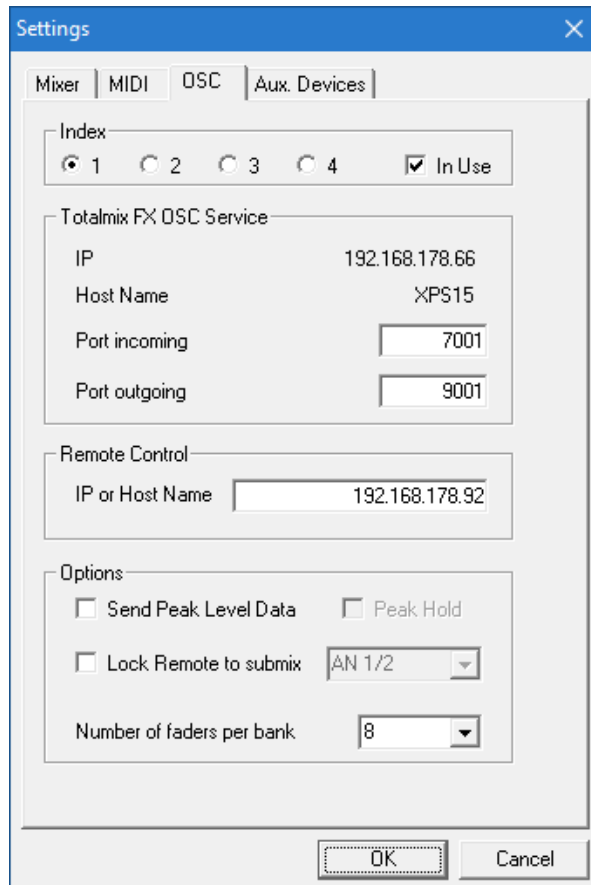 Settings
Mixer MIDI OSC Aux. Devices
Index
1 2 3 4 In Use
Totalmix FX OSC Service
IP 192.168.178.66
Host Name XPS15
Port incoming 7001
Port outgoing 9001
Remote Control
IP or Host Name 192.168.178.92
Options
Send Peak Level Data Peak Hold
Lock Remote to submix AN 1/2
Number of faders per bank 8
OK Cancel